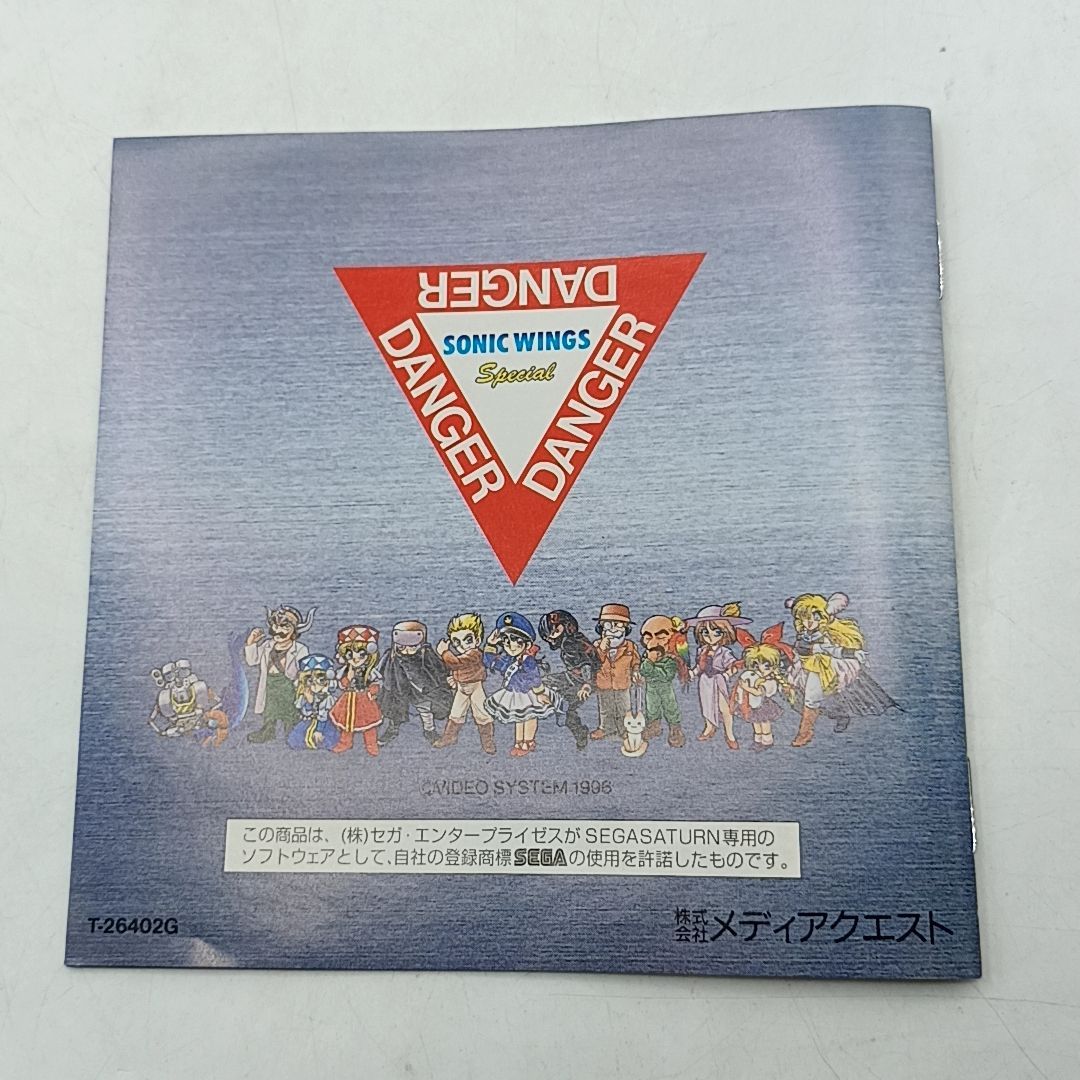 DANGER
DANGER
DANGER
SONIC WINGS
Special
©VIDEO SYSTEM 1996
この商品は、(株)セガ・エンタープライゼスがSEGASATURN専用の
ソフトウェアとして、自社の登録商標SEGAの使用を許諾したものです。
T-26402G
株式会社メディアクエスト